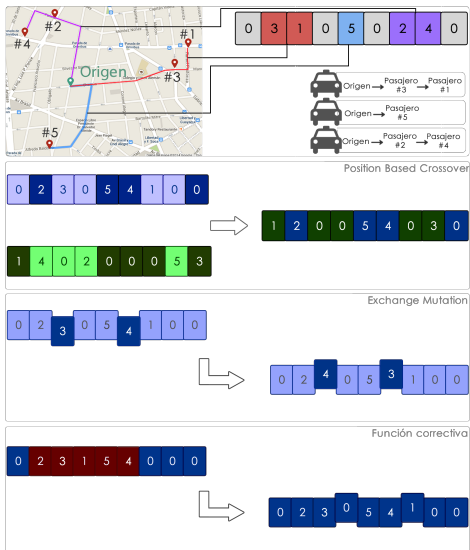 #2
#4
#1
#3
Origen
#5
0 3 1 0 5 0 2 4 0
Origen Pasajero #3 Pasajero #1
Origen Pasajero #5
Origen Pasajero #2 Pasajero #4
Position Based Crossover
0 2 3 0 5 4 1 0 0
1 2 0 0 5 4 0 3 0
1 4 0 2 0 0 0 5 3
Exchange Mutation
0 2 3 0 5 4 1 0 0
0 2 4 0 5 3 1 0 0
Función correctiva
0 2 3 1 5 4 0 0 0
0 2 3 0 5 4 1 0 0